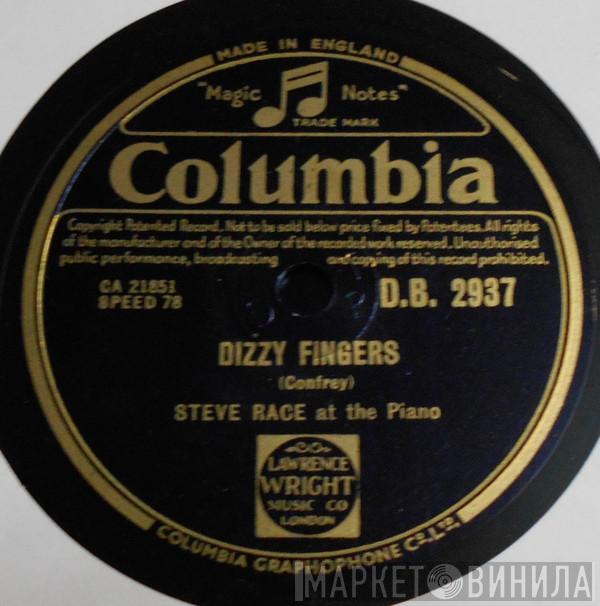 MADE IN ENGLAND
"Magic Notes"
TRADE MARK
Columbia
Copyright Patented Record. Not to be sold below price fixed by Patentees. All rights
of the manufacturer and of the Owner of the recorded work reserved. Unauthorised
public performance, broadcasting and copying of this record prohibited.
CA 21851
SPEED 78
D.B. 2937
DIZZY FINGERS
(Confrey)
STEVE RACE at the Piano
LAWRENCE
WRIGHT
MUSIC CO
LONDON
COLUMBIA GRAPHOPHONE Co. LTD.
МАРКЕТ ВИНИЛА